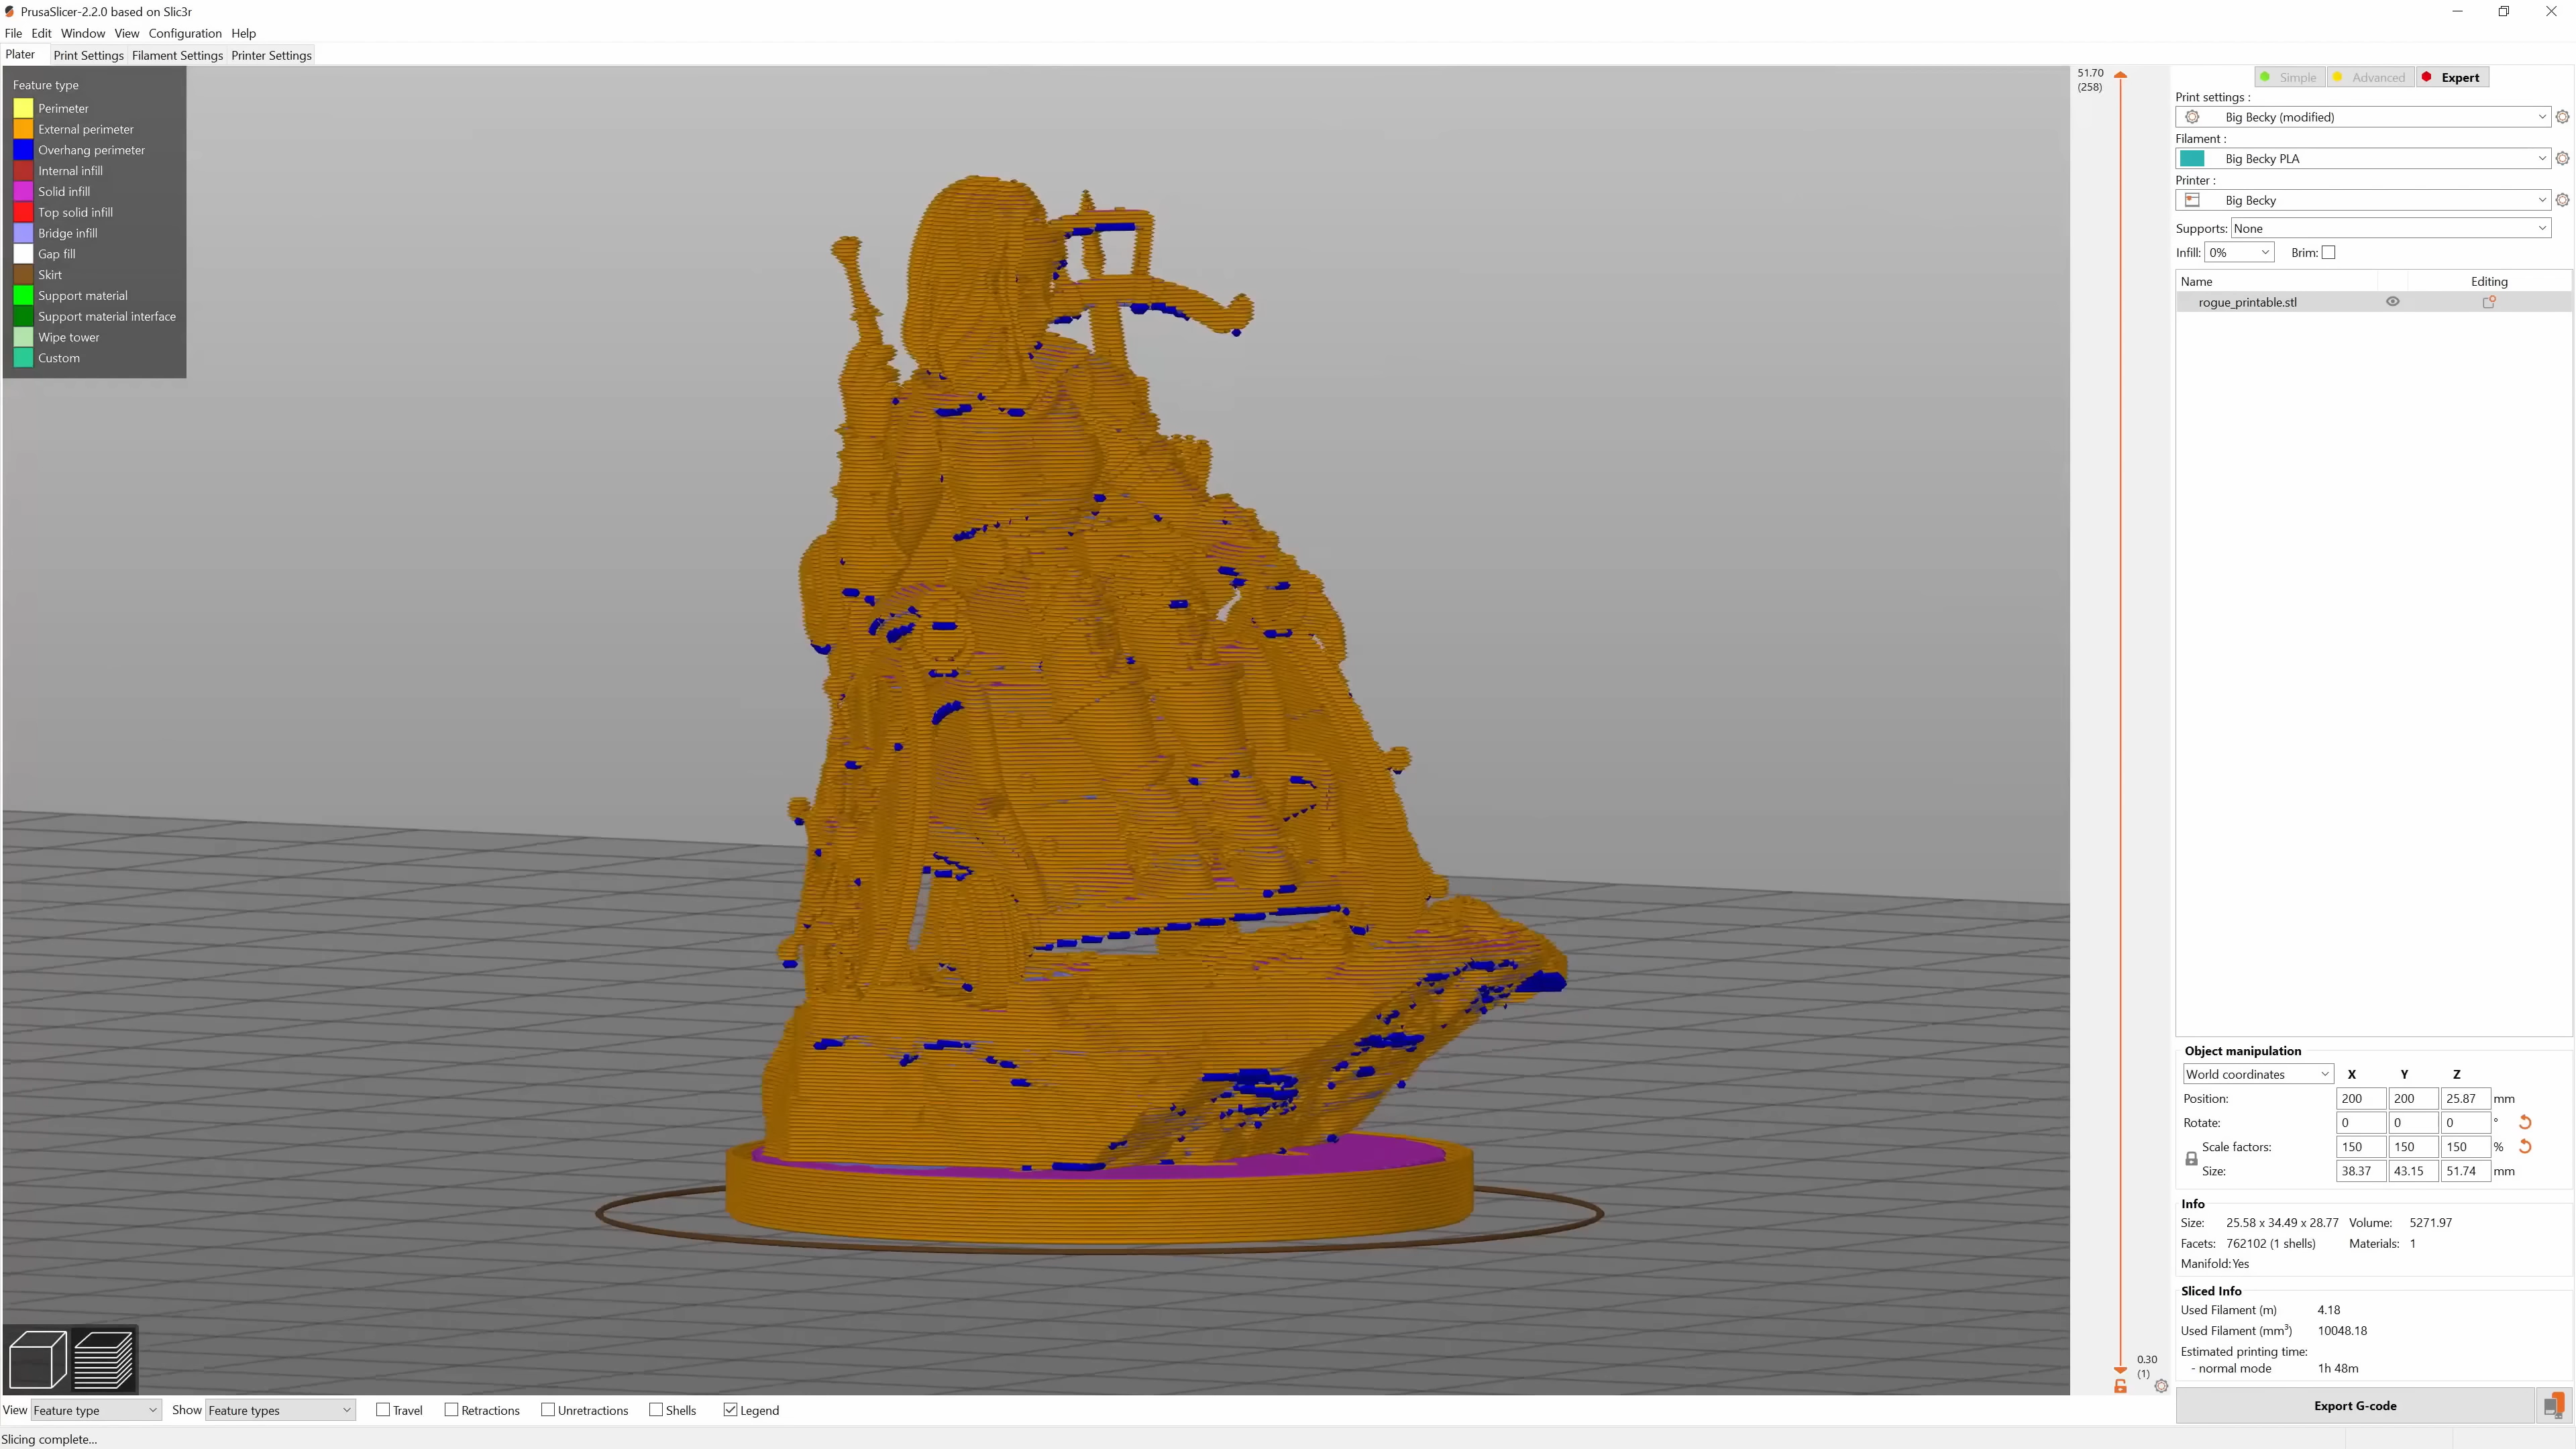 PrusaSlicer-2.2.0 based on Slic3r
File Edit Window View Configuration Help
Plater Print Settings Filament Settings Printer Settings
Feature type
Perimeter
External perimeter
Overhang perimeter
Internal infill
Solid infill
Top solid infill
Bridge infill
Gap fill
Skirt
Support material
Support material interface
Wipe tower
Custom
51.70
(258)
0.30
(1)
Simple Advanced Expert
Print settings :
Big Becky (modified)
Filament :
Big Becky PLA
Printer :
Big Becky
Supports: None
Infill: 0% Brim:
Name Editing
rogue_printable.stl
Object manipulation
World coordinates X Y Z
Position: 200 200 25.87 mm
Rotate: 0 0 0 °
Scale factors: 150 150 150 %
Size: 38.37 43.15 51.74 mm
Info
Size: 25.58 x 34.49 x 28.77 Volume: 5271.97
Facets: 762102 (1 shells) Materials: 1
Manifold: Yes
Sliced Info
Used Filament (m) 4.18
Used Filament (mm³) 10048.18
Estimated printing time:
- normal mode 1h 48m
Export G-code
View Feature type Show Feature types Travel Retractions Unretractions Shells Legend
Slicing complete...